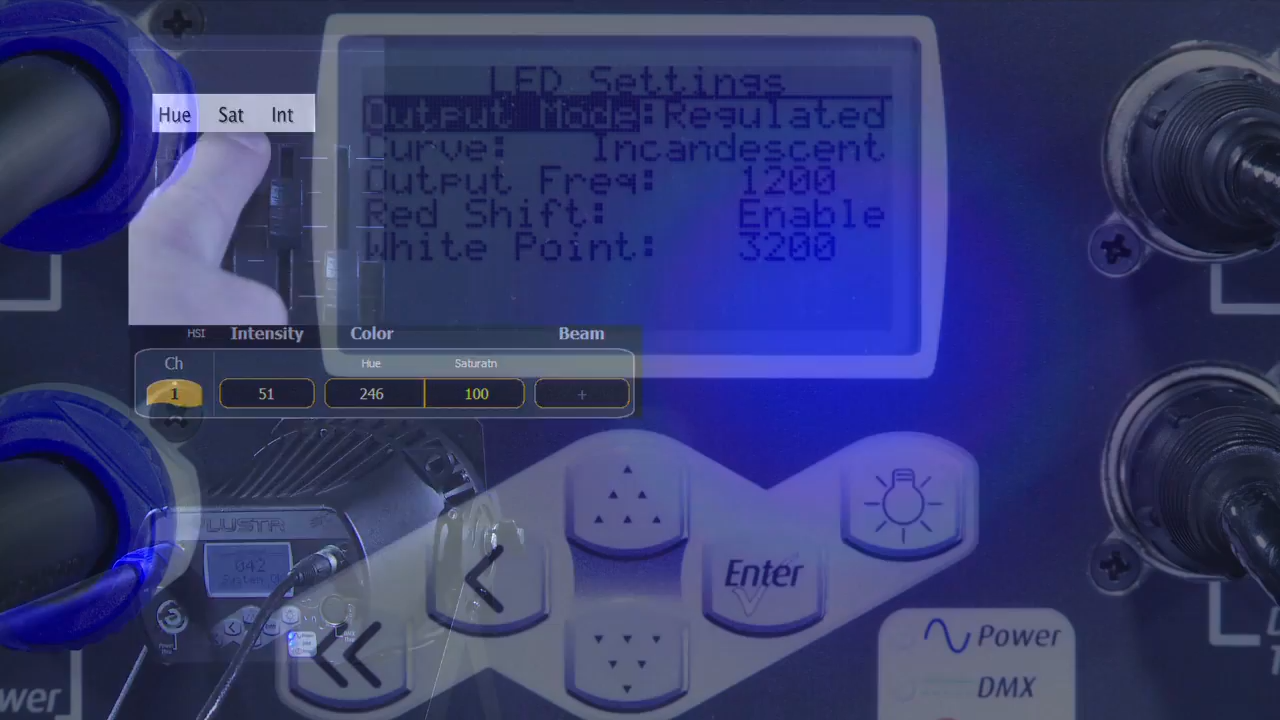 LED Settings
Output Mode: Regulated
Curve: Incandescent
Output Freq: 1200
Red Shift: Enable
White Point: 3200
Hue Sat Int
HSI Intensity Color Beam
Ch Hue Saturatn
1 51 246 100 +
LUSTR
042
Enter
Power
DMX
wer